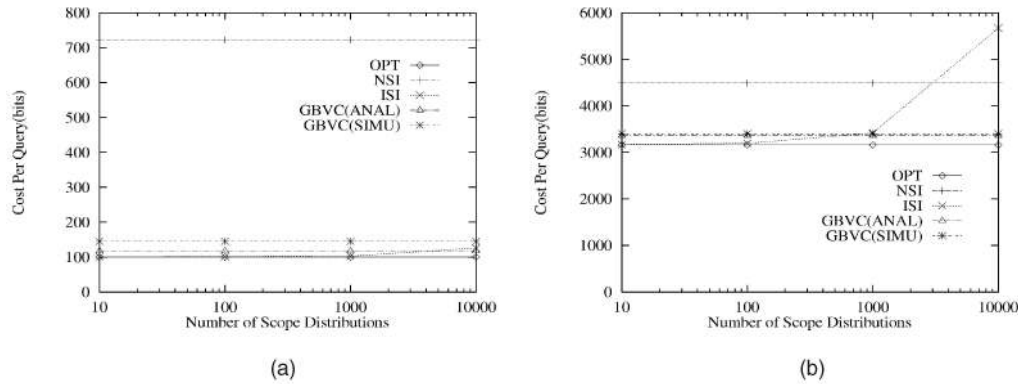 800
700
600
500
400
300
200
100
0
Cost Per Query(bits)
OPT
NSI
ISI
GBVC(ANAL)
GBVC(SIMU)
10 100 1000 10000
Number of Scope Distributions
(a)
6000
5000
4000
3000
2000
1000
0
Cost Per Query(bits)
OPT
NSI
ISI
GBVC(ANAL)
GBVC(SIMU)
10 100 1000 10000
Number of Scope Distributions
(b)